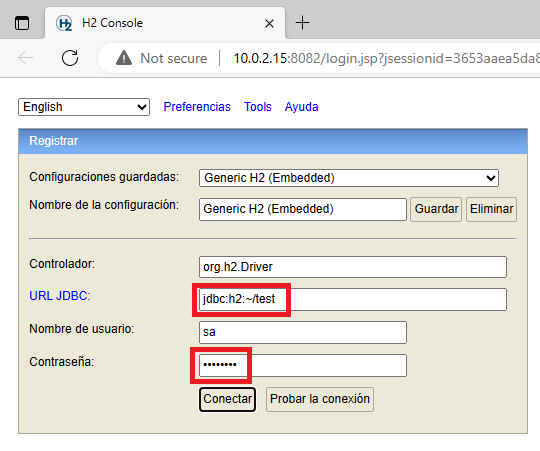 H2 Console
Not secure 10.0.2.15:8082/login.jsp?jsessionid=3653aaea5da8
English Preferencias Tools Ayuda
Registrar
Configuraciones guardadas: Generic H2 (Embedded)
Nombre de la configuración: Generic H2 (Embedded) Guardar Eliminar
Controlador: org.h2.Driver
URL JDBC: jdbc:h2:~/test
Nombre de usuario: sa
Contraseña: ••••••••
Conectar Probar la conexión